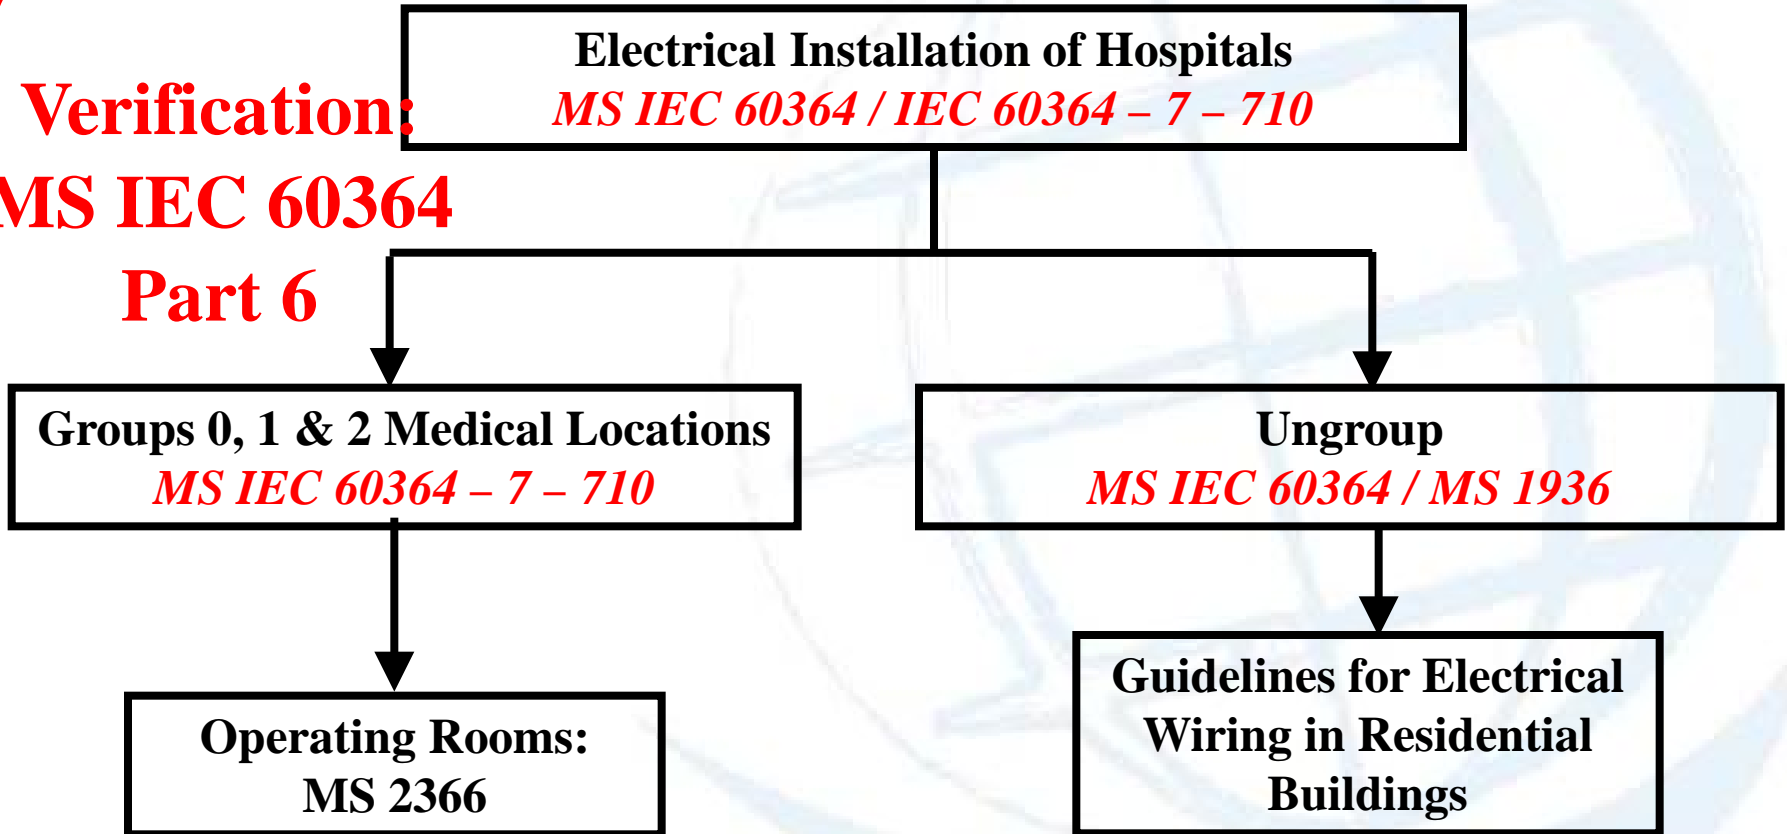 Electrical Installation of Hospitals
MS IEC 60364 / IEC 60364 – 7 – 710
Verification:
MS IEC 60364
Part 6
Groups 0, 1 & 2 Medical Locations
MS IEC 60364 – 7 – 710
Ungroup
MS IEC 60364 / MS 1936
Operating Rooms:
MS 2366
Guidelines for Electrical
Wiring in Residential
Buildings